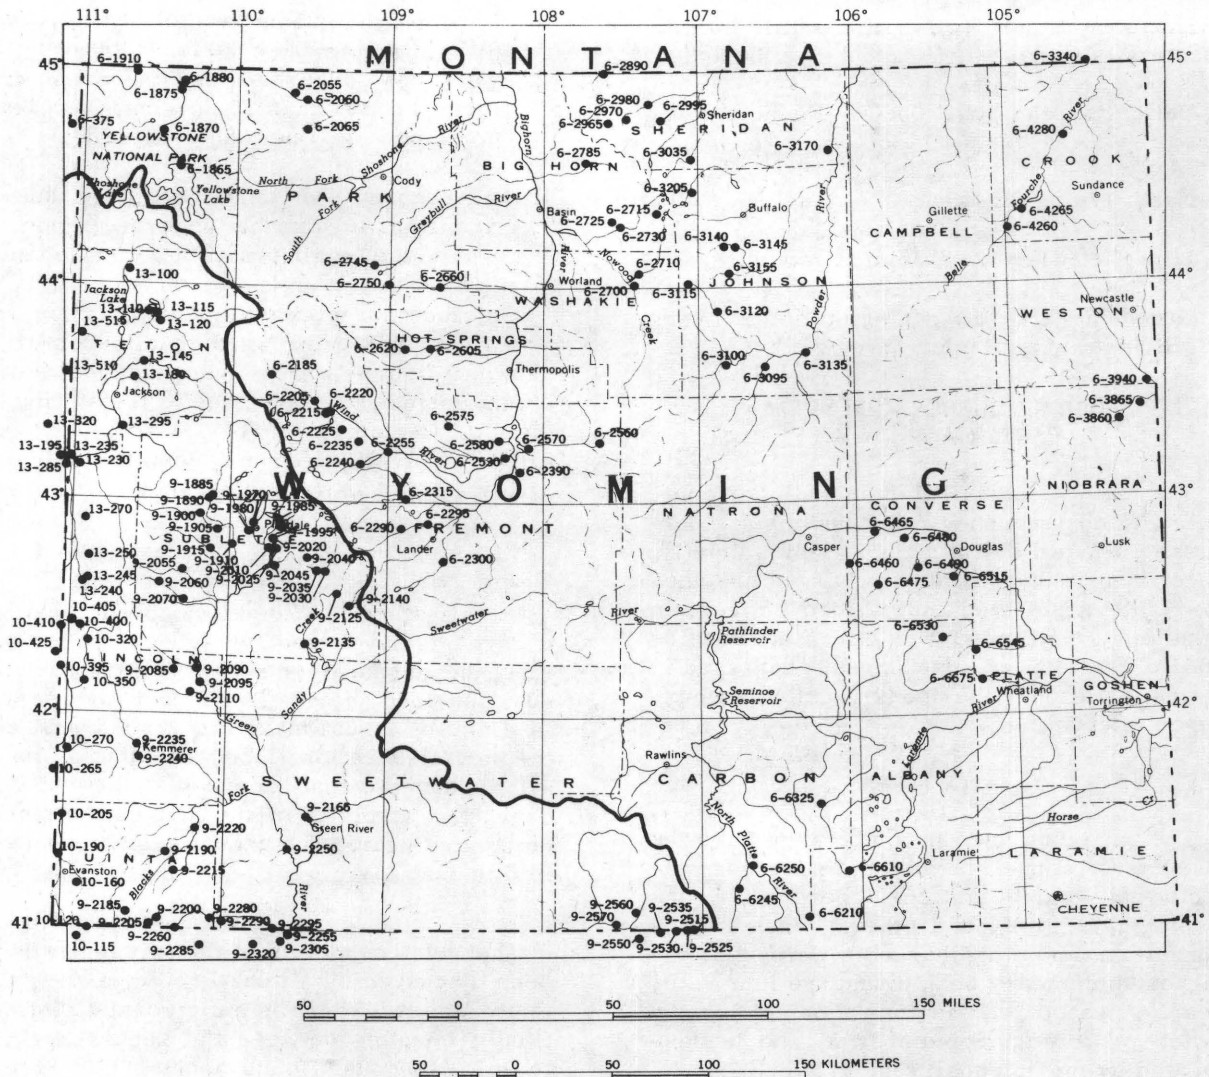 111° 110° 109° 108° 107° 106° 105°
MONTANA
45° 45°
6-1910
6-1880
6-1875
6-2055
6-2060
6-2065
6-2890
6-2980
6-2995
6-2970
6-2965
Sheridan
SHERIDAN
6-3340
6-375
6-1870
YELLOWSTONE
NATIONAL PARK
6-1865
Shoshone
Lake
Yellowstone
Lake
North Fork Shoshone River
Cody
PARK
South Fork
Greybull River
Bighorn
River
BIG HORN
6-2785
6-3035
6-3170
6-3205
6-4280
River
CROOK
Sundance
Fourche
6-4265
6-4260
Basin
6-2715
6-2725
6-2730
Buffalo
River
Gillette
CAMPBELL
6-3140
6-3145
13-100
6-2745
6-2750
6-2660
Worland
WASHAKIE
Nowood
Creek
6-2710
6-2700
6-3155
6-3115
JOHNSON
Belle
44° 44°
Jackson
Lake
13-110
13-115
13-120
13-515
TETON
6-3120
Powder
Newcastle
WESTON
HOT SPRINGS
6-2620
6-2605
Thermopolis
13-145
13-510
13-180
Jackson
6-2185
6-3100
6-3095
6-3135
6-3940
6-3865
6-3860
6-2205
6-2220
6-2215
Wind
River
6-2225
6-2235
6-2240
6-2255
6-2575
6-2580
6-2570
6-2530
6-2560
6-2390
13-320
13-295
13-195
13-235
13-230
13-285
WYOMING
43° 43°
9-1885
9-1890
9-1970
9-1980
9-1985
9-1900
9-1905
9-1995
9-1915
9-1910
9-2010
9-2020
9-2025
SUBLETTE
6-2315
6-2295
6-2290
FREMONT
Lander
6-2300
NATRONA
CONVERSE
NIOBRARA
6-6465
6-6480
Casper
Douglas
Lusk
6-6460
6-6490
6-6475
6-6515
13-270
13-250
13-245
13-240
9-2055
9-2060
9-2070
9-2040
9-2045
9-2035
9-2030
9-2140
9-2125
Creek
9-2135
Sweetwater River
10-405
10-410
10-400
10-425
10-320
LINCOLN
10-395
10-350
9-2085
9-2090
9-2095
9-2110
Sandy
Green
Pathfinder
Reservoir
Seminoe
Reservoir
6-6530
6-6545
6-6675
PLATTE
Wheatland
River
GOSHEN
Torrington
42° 42°
10-270
10-265
9-2235
Kemmerer
9-2240
SWEETWATER
Rawlins
CARBON
ALBANY
Laramie
Fork
10-205
9-2165
Green River
6-6325
North Platte River
Horse Cr
9-2220
9-2190
9-2250
9-2215
10-190
UINTA
Evanston
10-160
Blacks
River
6-6250
6-6245
6-6610
Laramie
LARAMIE
CHEYENNE
9-2185
9-2200
9-2280
9-2205
9-2290
9-2295
9-2255
9-2305
9-2260
9-2285
9-2320
10-120
10-115
9-2560
9-2570
9-2535
9-2515
9-2550
9-2530
9-2525
6-6210
41° 41°
50 0 50 100 150 MILES
50 0 50 100 150 KILOMETERS